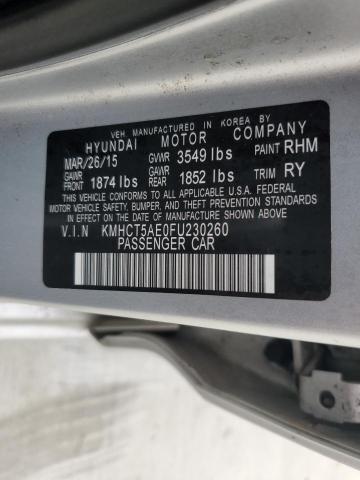 VEH. MANUFACTURED IN KOREA BY
HYUNDAI MOTOR COMPANY
MAR/26/15 GVWR 3549 lbs PAINT RHM
GAWR FRONT 1874 lbs GAWR REAR 1852 lbs TRIM RY
THIS VEHICLE CONFORMS TO ALL APPLICABLE U.S.A. FEDERAL
MOTOR VEHICLE SAFETY, BUMPER, AND THEFT PREVENTION STANDARDS
IN EFFECT ON THE DATE OF MANUFACTURE SHOWN ABOVE.
V.I.N KMHCT5AE0FU230260
PASSENGER CAR